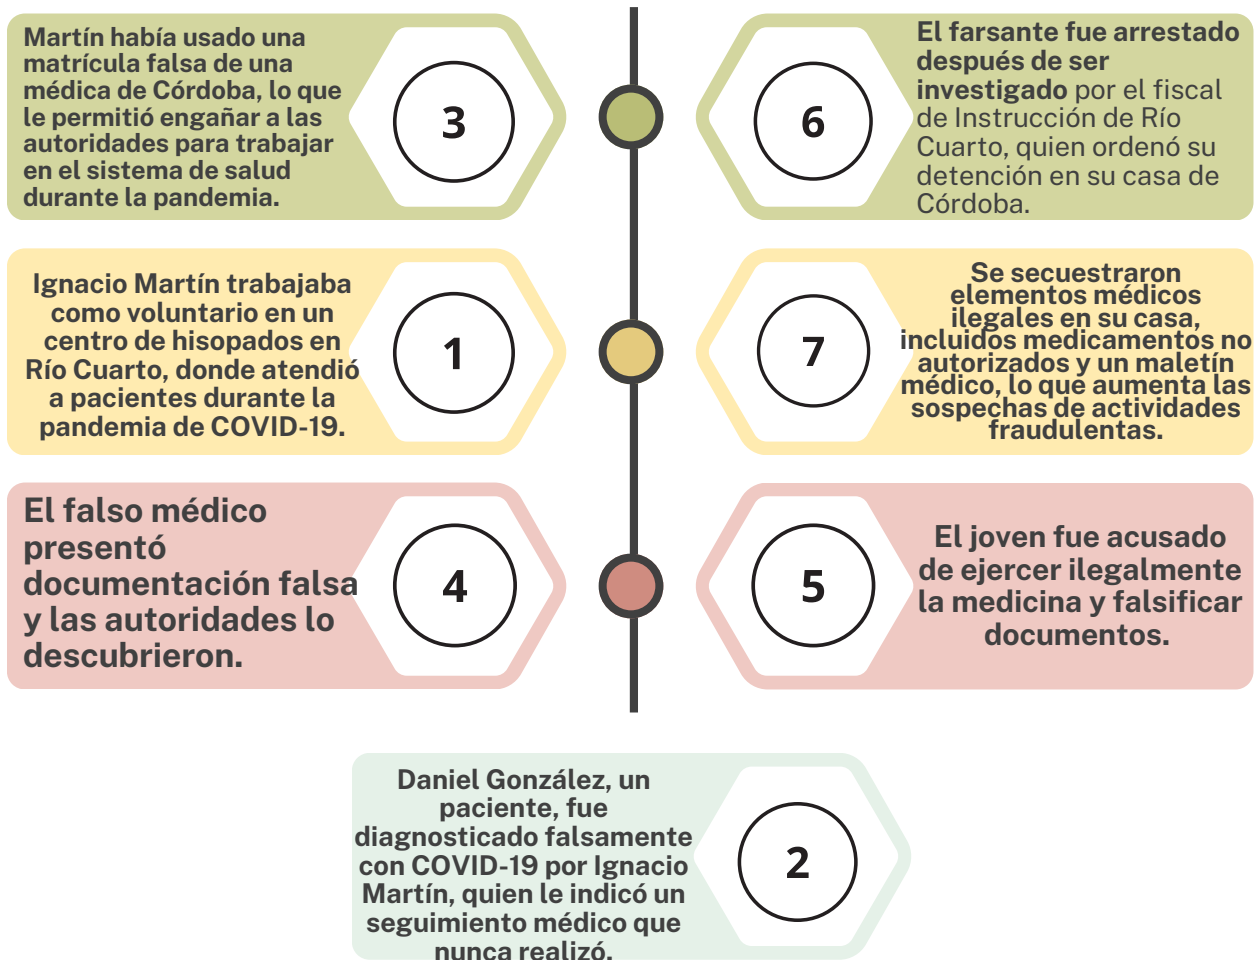 Martín había usado una
matrícula falsa de una
médica de Córdoba, lo que
le permitió engañar a las
autoridades para trabajar
en el sistema de salud
durante la pandemia.
3
6
El farsante fue arrestado
después de ser
investigado por el fiscal
de Instrucción de Río
Cuarto, quien ordenó su
detención en su casa de
Córdoba.
Ignacio Martín trabajaba
como voluntario en un
centro de hisopados en
Río Cuarto, donde atendió
a pacientes durante la
pandemia de COVID-19.
1
7
Se secuestraron
elementos médicos
ilegales en su casa,
incluidos medicamentos no
autorizados y un maletín
médico, lo que aumenta las
sospechas de actividades
fraudulentas.
El falso médico
presentó
documentación falsa
y las autoridades lo
descubrieron.
4
5
El joven fue acusado
de ejercer ilegalmente
la medicina y falsificar
documentos.
Daniel González, un
paciente, fue
diagnosticado falsamente
con COVID-19 por Ignacio
Martín, quien le indicó un
seguimiento médico que
nunca realizó.
2